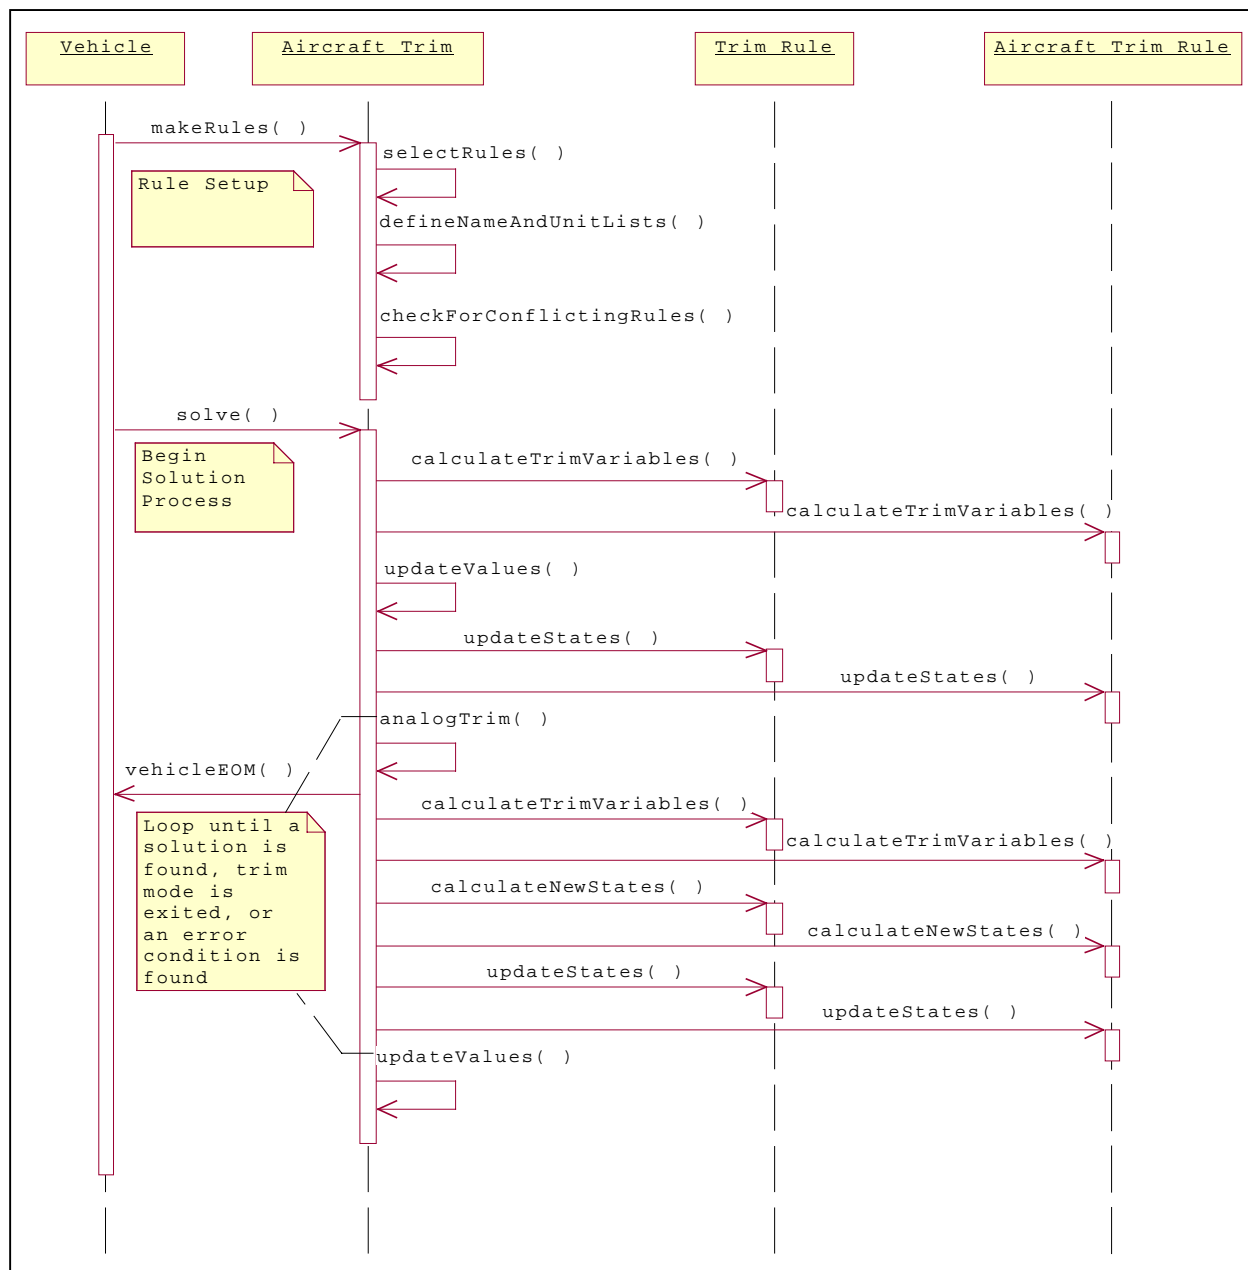 Vehicle
Aircraft Trim
Trim Rule
Aircraft Trim Rule
makeRules( )
selectRules( )
Rule Setup
defineNameAndUnitLists( )
checkForConflictingRules( )
solve( )
Begin
Solution
Process
calculateTrimVariables( )
calculateTrimVariables( )
updateValues( )
updateStates( )
updateStates( )
analogTrim( )
vehicleEOM( )
calculateTrimVariables( )
Loop until a
solution is
found, trim
mode is
exited, or
an error
condition is
found
calculateTrimVariables( )
calculateNewStates( )
calculateNewStates( )
updateStates( )
updateStates( )
updateValues( )